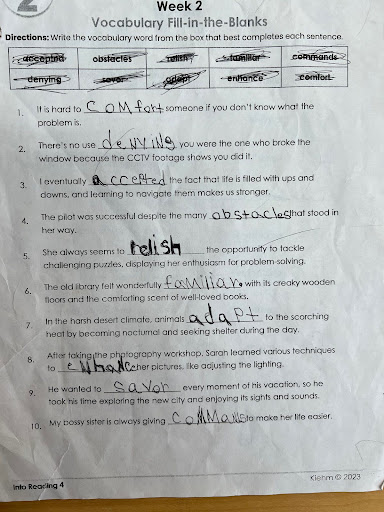 2
Week 2
Vocabulary Fill-in-the-Blanks
Directions: Write the vocabulary word from the box that best completes each sentence.
accepted obstacles relish familiar commands
denying savor adapt enhance comfort
1. It is hard to comfort someone if you don't know what the
problem is.
2. There's no use denying you were the one who broke the
window because the CCTV footage shows you did it.
3. I eventually accepted the fact that life is filled with ups and
downs, and learning to navigate them makes us stronger.
4. The pilot was successful despite the many obstacles that stood in
her way.
5. She always seems to relish the opportunity to tackle
challenging puzzles, displaying her enthusiasm for problem-solving.
6. The old library felt wonderfully familiar with its creaky wooden
floors and the comforting scent of well-loved books.
7. In the harsh desert climate, animals adapt to the scorching
heat by becoming nocturnal and seeking shelter during the day.
8. After taking the photography workshop, Sarah learned various techniques
to enhance her pictures, like adjusting the lighting.
9. He wanted to savor every moment of his vacation, so he
took his time exploring the new city and enjoying its sights and sounds.
10. My bossy sister is always giving commands to make her life easier.
Into Reading 4 Kiehm © 2023